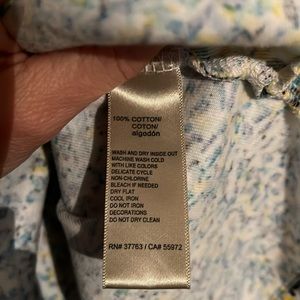 100% COTTON/
COTON/
algodón
WASH AND DRY INSIDE OUT
MACHINE WASH COLD
WITH LIKE COLORS
DELICATE CYCLE
NON-CHLORINE
BLEACH IF NEEDED
DRY FLAT
COOL IRON
DO NOT IRON
DECORATIONS
DO NOT DRY CLEAN
RN# 37763 / CA# 55972